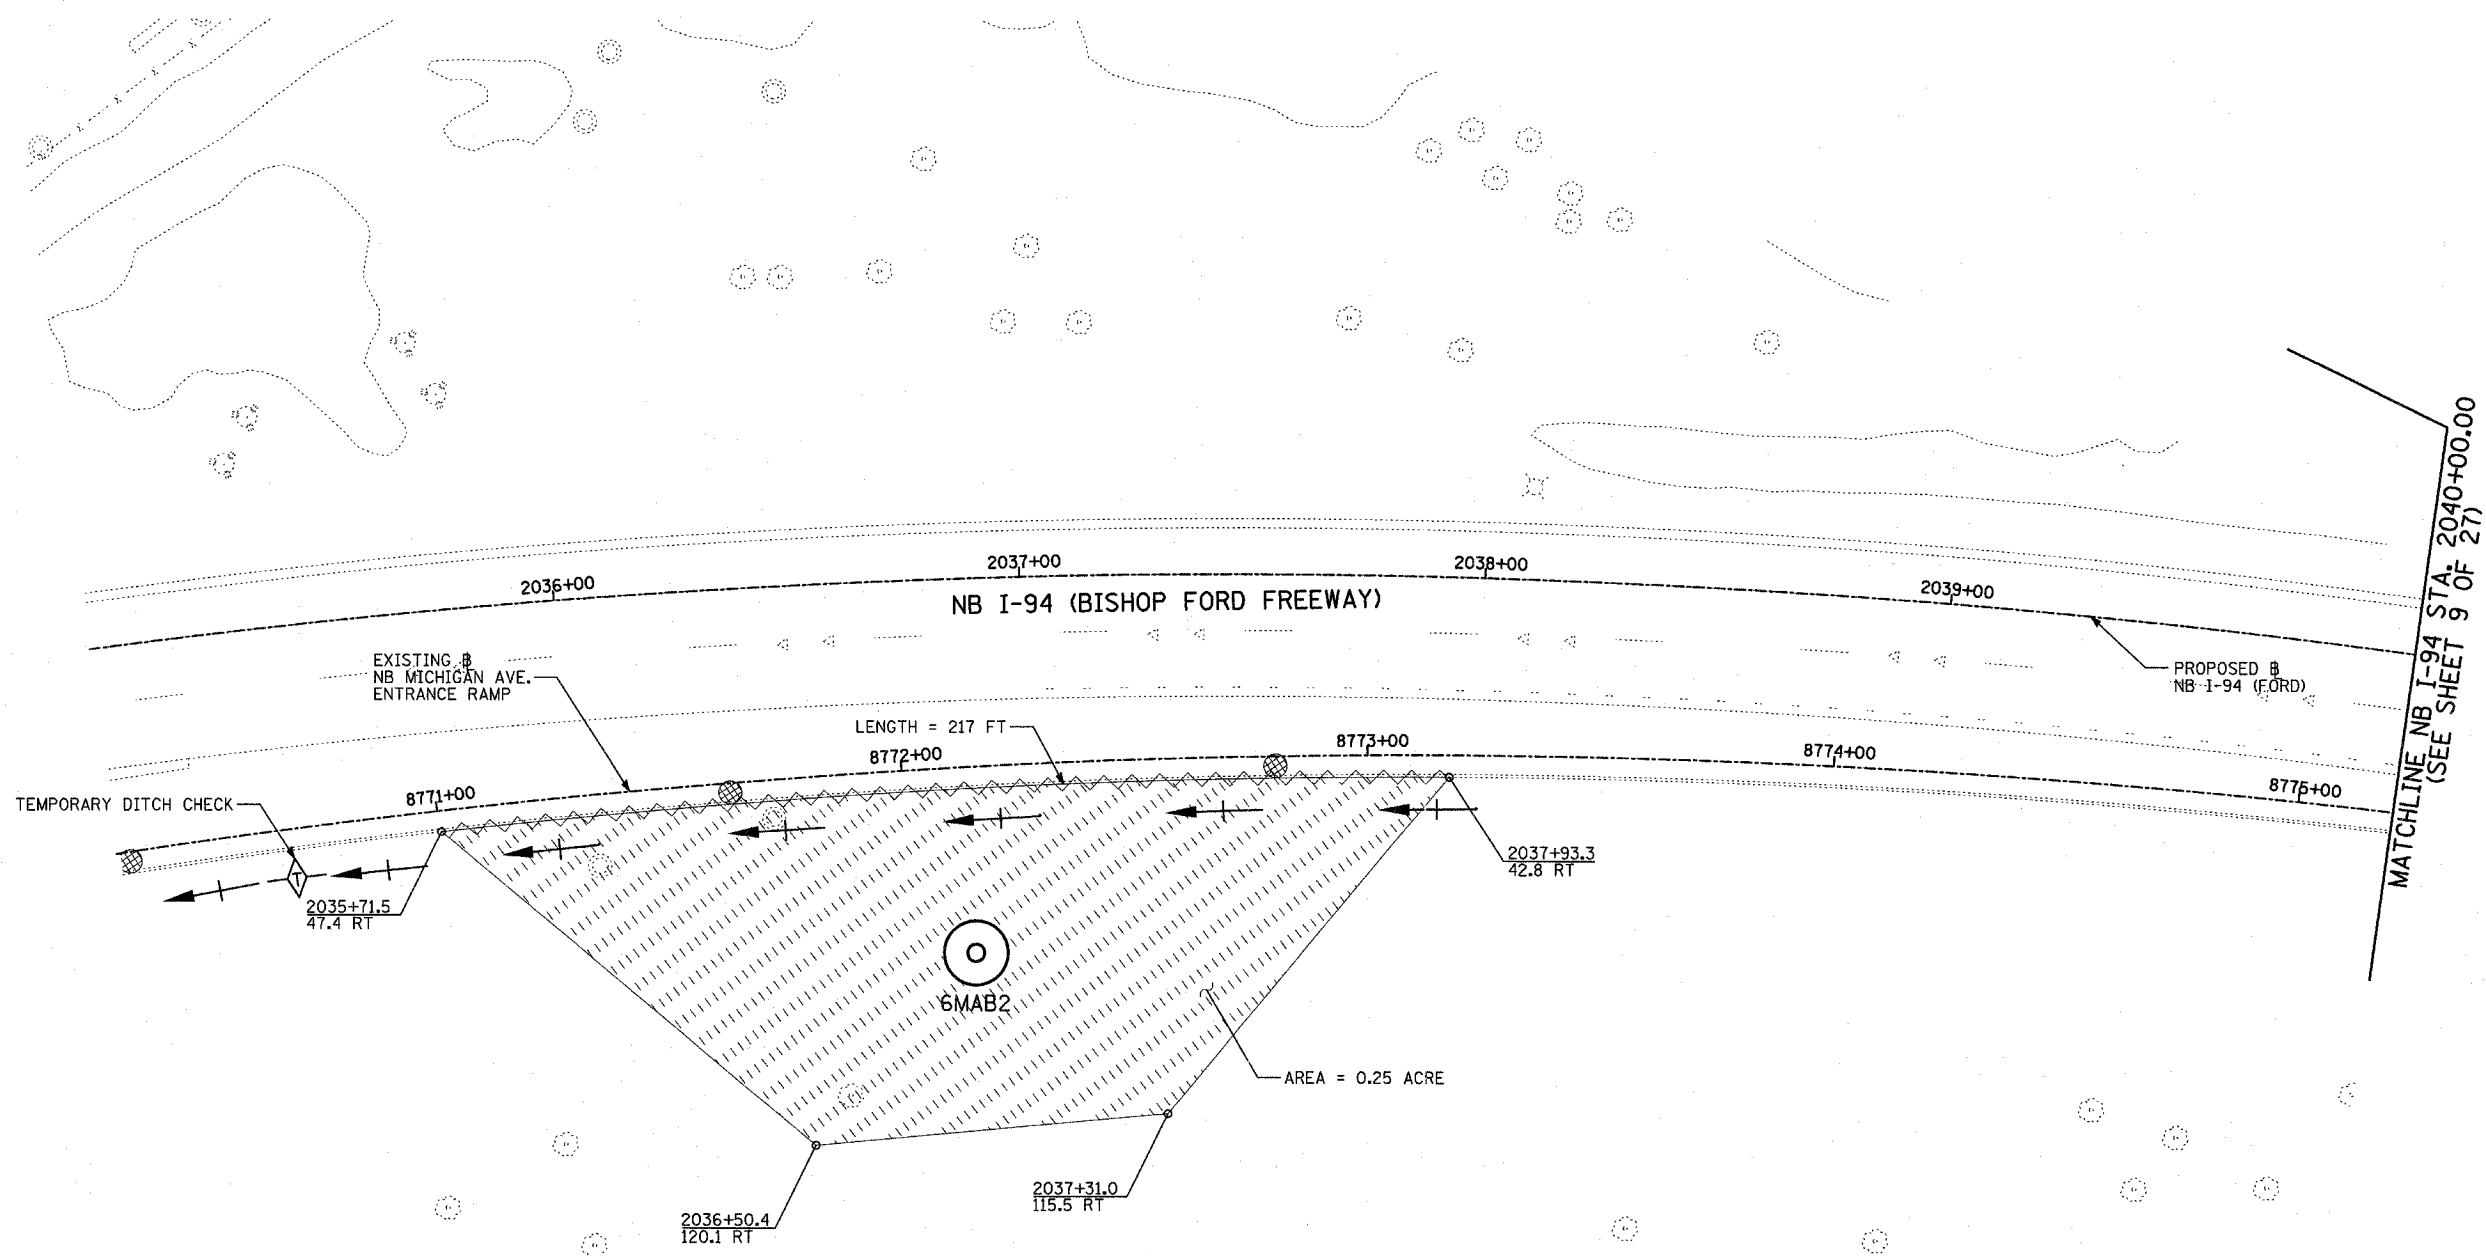 2036+00
2037+00
2038+00
2039+00
NB I-94 (BISHOP FORD FREEWAY)
EXISTING ℄
NB MICHIGAN AVE.
ENTRANCE RAMP
PROPOSED ℄
NB I-94 (FORD)
MATCHLINE NB I-94 STA. 2040+00.00
(SEE SHEET 9 OF 27)
LENGTH = 217 FT
8771+00
8772+00
8773+00
8774+00
8775+00
TEMPORARY DITCH CHECK
T
2035+71.5
47.4 RT
2037+93.3
42.8 RT
6MAB2
AREA = 0.25 ACRE
2037+31.0
115.5 RT
2036+50.4
120.1 RT